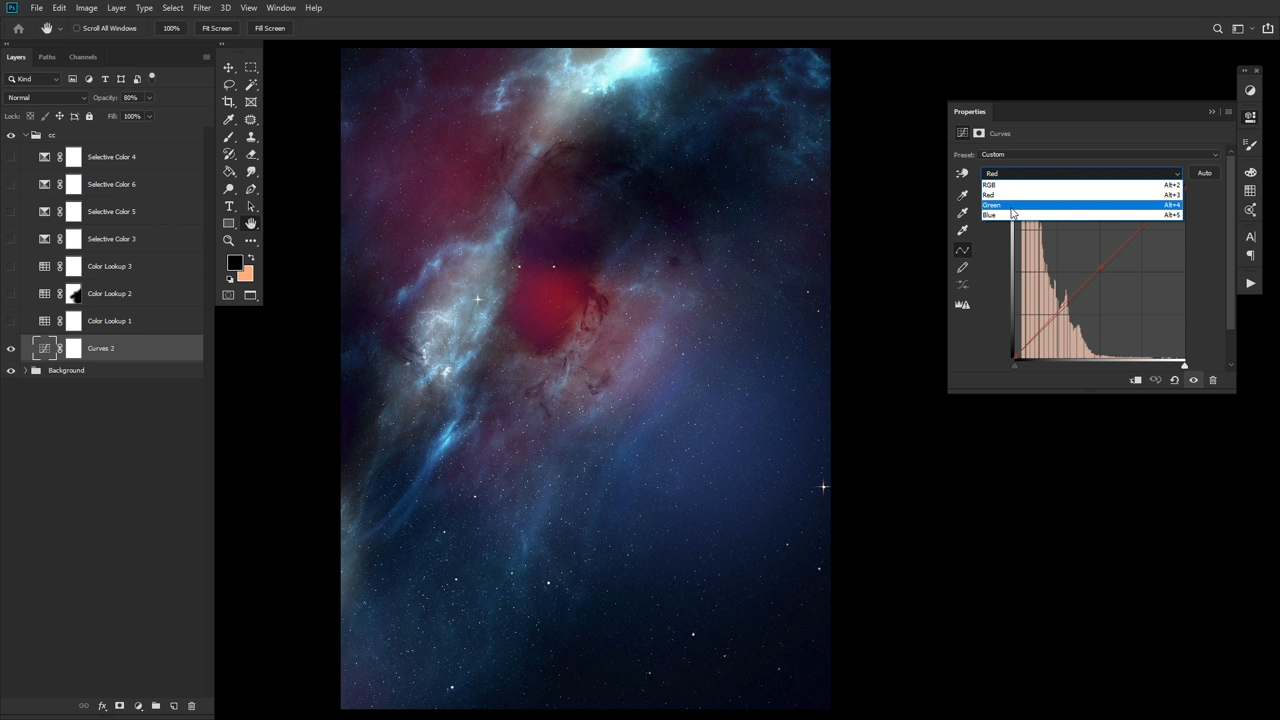 Ps File Edit Image Layer Type Select Filter 3D View Window Help
Scroll All Windows 100% Fit Screen Fill Screen
Layers Paths Channels
Kind
Normal Opacity: 80%
Lock: Fill: 100%
cc
Selective Color 4
Selective Color 6
Selective Color 5
Selective Color 3
Color Lookup 3
Color Lookup 2
Color Lookup 1
Curves 2
Background
fx
Properties
Curves
Preset: Custom
Red Auto
RGB Alt+2
Red Alt+3
Green Alt+4
Blue Alt+5